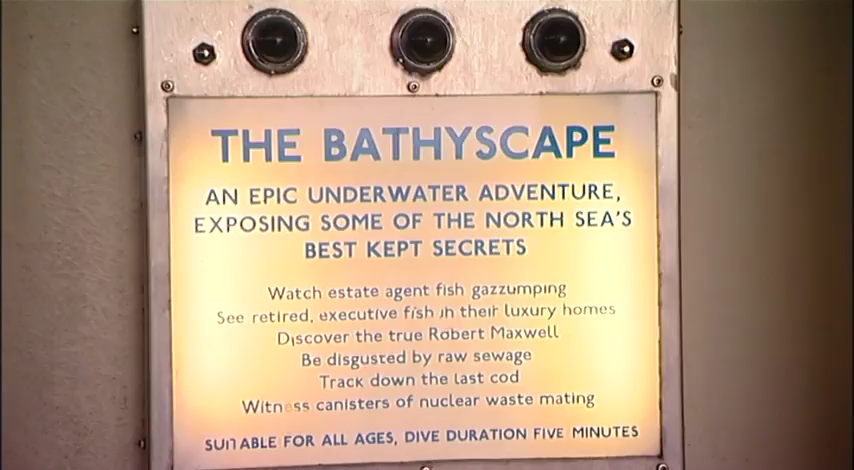 THE BATHYSCAPE
AN EPIC UNDERWATER ADVENTURE,
EXPOSING SOME OF THE NORTH SEA'S
BEST KEPT SECRETS
Watch estate agent fish gazzumping
See retired, executive fish in their luxury homes
Discover the true Robert Maxwell
Be disgusted by raw sewage
Track down the last cod
Witness canisters of nuclear waste mating
SUITABLE FOR ALL AGES, DIVE DURATION FIVE MINUTES